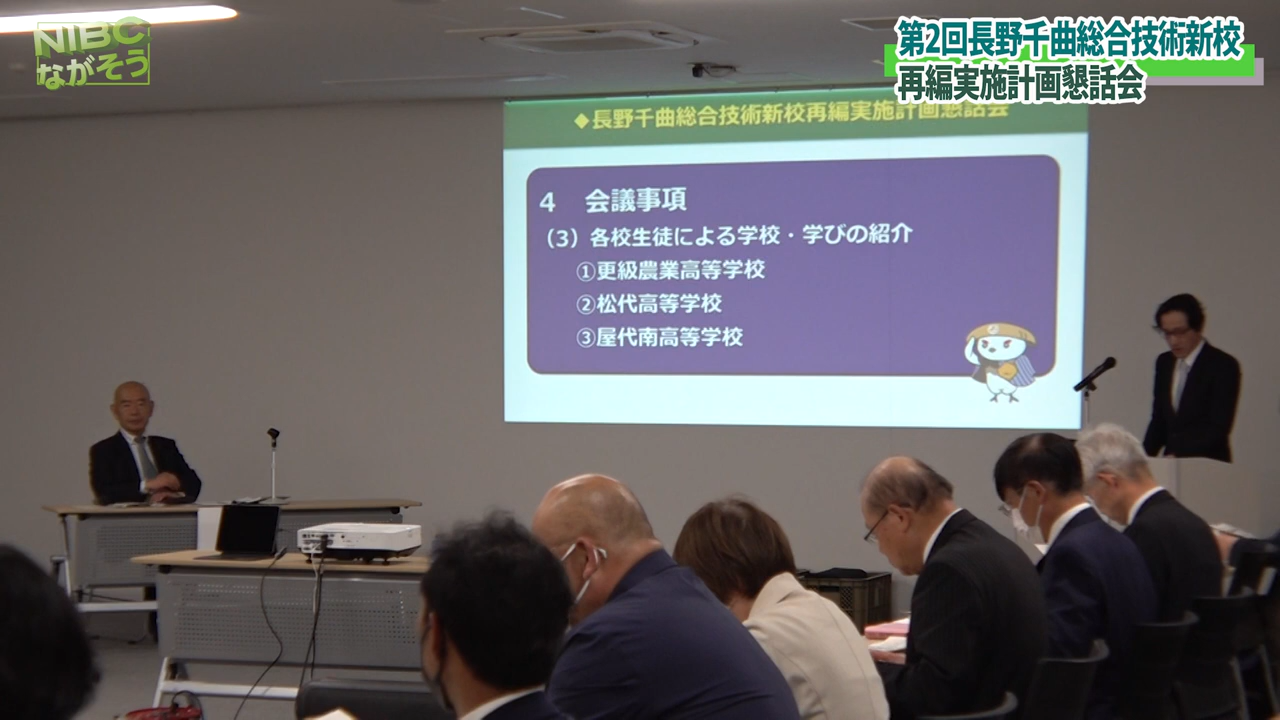 NIBC
ながそう
第2回長野千曲総合技術新校
再編実施計画懇話会
◆長野千曲総合技術新校再編実施計画懇話会
4 会議事項
（3）各校生徒による学校・学びの紹介
①更級農業高等学校
②松代高等学校
③屋代南高等学校